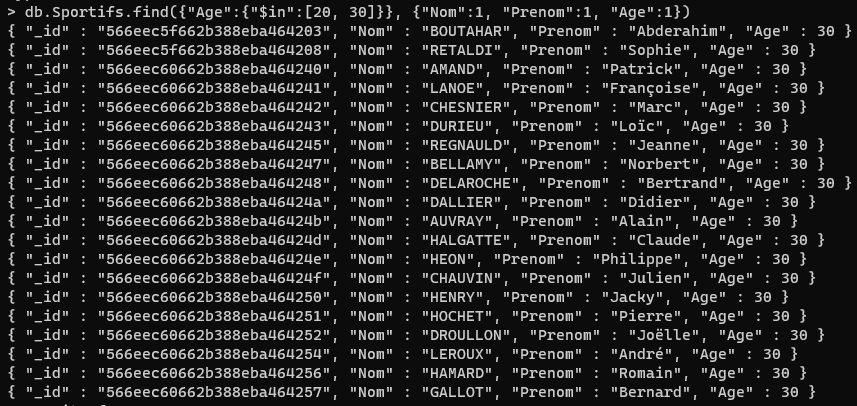 > db.Sportifs.find({"Age":{"$in":[20, 30]}}, {"Nom":1, "Prenom":1, "Age":1})
{ "_id" : "566eec5f662b388eba464203", "Nom" : "BOUTAHAR", "Prenom" : "Abderahim", "Age" : 30 }
{ "_id" : "566eec5f662b388eba464208", "Nom" : "RETALDI", "Prenom" : "Sophie", "Age" : 30 }
{ "_id" : "566eec60662b388eba464240", "Nom" : "AMAND", "Prenom" : "Patrick", "Age" : 30 }
{ "_id" : "566eec60662b388eba464241", "Nom" : "LANOE", "Prenom" : "Françoise", "Age" : 30 }
{ "_id" : "566eec60662b388eba464242", "Nom" : "CHESNIER", "Prenom" : "Marc", "Age" : 30 }
{ "_id" : "566eec60662b388eba464243", "Nom" : "DURIEU", "Prenom" : "Loïc", "Age" : 30 }
{ "_id" : "566eec60662b388eba464245", "Nom" : "REGNAULD", "Prenom" : "Jeanne", "Age" : 30 }
{ "_id" : "566eec60662b388eba464247", "Nom" : "BELLAMY", "Prenom" : "Norbert", "Age" : 30 }
{ "_id" : "566eec60662b388eba464248", "Nom" : "DELAROCHE", "Prenom" : "Bertrand", "Age" : 30 }
{ "_id" : "566eec60662b388eba46424a", "Nom" : "DALLIER", "Prenom" : "Didier", "Age" : 30 }
{ "_id" : "566eec60662b388eba46424b", "Nom" : "AUVRAY", "Prenom" : "Alain", "Age" : 30 }
{ "_id" : "566eec60662b388eba46424d", "Nom" : "HALGATTE", "Prenom" : "Claude", "Age" : 30 }
{ "_id" : "566eec60662b388eba46424e", "Nom" : "HEON", "Prenom" : "Philippe", "Age" : 30 }
{ "_id" : "566eec60662b388eba46424f", "Nom" : "CHAUVIN", "Prenom" : "Julien", "Age" : 30 }
{ "_id" : "566eec60662b388eba464250", "Nom" : "HENRY", "Prenom" : "Jacky", "Age" : 30 }
{ "_id" : "566eec60662b388eba464251", "Nom" : "HOCHET", "Prenom" : "Pierre", "Age" : 30 }
{ "_id" : "566eec60662b388eba464252", "Nom" : "DROULLON", "Prenom" : "Joëlle", "Age" : 30 }
{ "_id" : "566eec60662b388eba464254", "Nom" : "LEROUX", "Prenom" : "André", "Age" : 30 }
{ "_id" : "566eec60662b388eba464256", "Nom" : "HAMARD", "Prenom" : "Romain", "Age" : 30 }
{ "_id" : "566eec60662b388eba464257", "Nom" : "GALLOT", "Prenom" : "Bernard", "Age" : 30 }